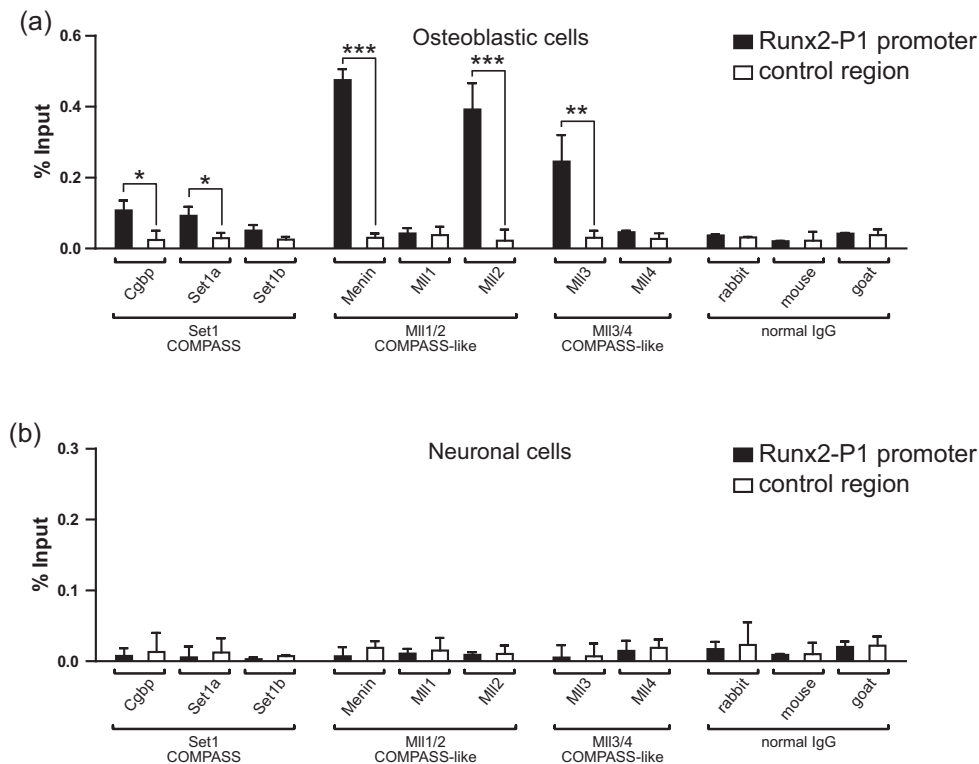 (a)
Osteoblastic cells
Runx2-P1 promoter
control region
% Input
0.6
0.4
0.2
0.0
***
***
**
*
*
Cgbp
Set1a
Set1b
Menin
Mll1
Mll2
Mll3
Mll4
rabbit
mouse
goat
Set1
COMPASS
Mll1/2
COMPASS-like
Mll3/4
COMPASS-like
normal IgG
(b)
Neuronal cells
Runx2-P1 promoter
control region
% Input
0.3
0.2
0.1
0.0
Cgbp
Set1a
Set1b
Menin
Mll1
Mll2
Mll3
Mll4
rabbit
mouse
goat
Set1
COMPASS
Mll1/2
COMPASS-like
Mll3/4
COMPASS-like
normal IgG